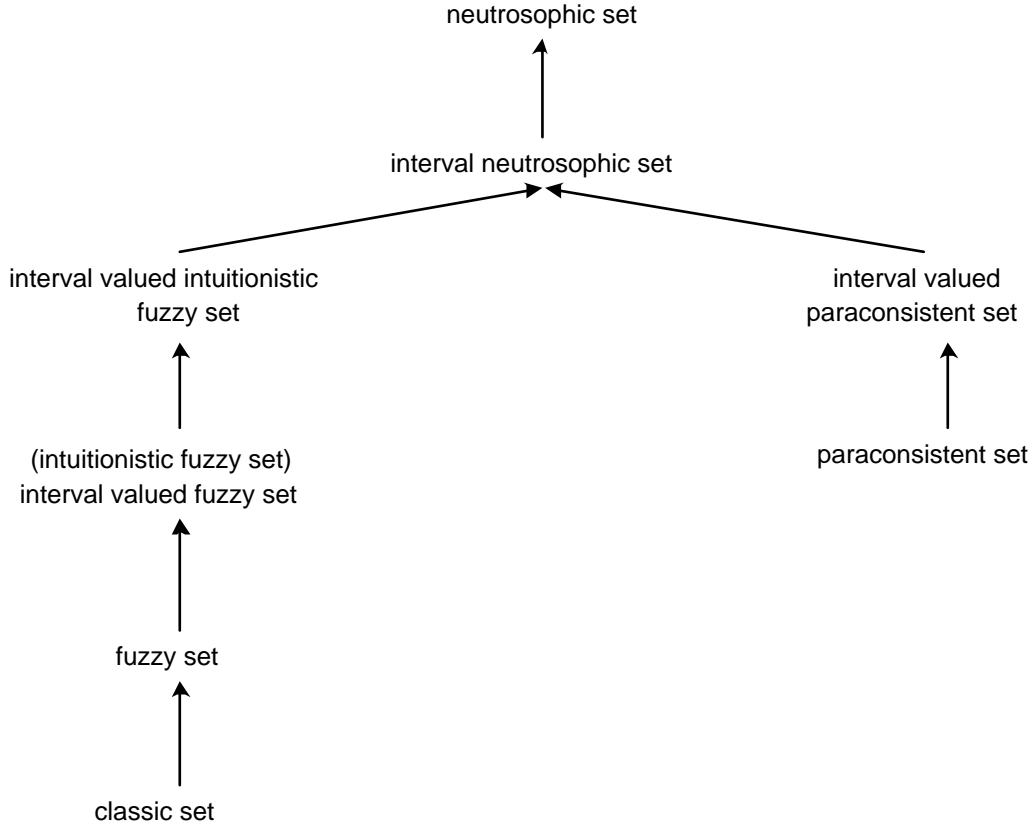 neutrosophic set
interval neutrosophic set
interval valued intuitionistic
fuzzy set
interval valued
paraconsistent set
(intuitionistic fuzzy set)
interval valued fuzzy set
paraconsistent set
fuzzy set
classic set